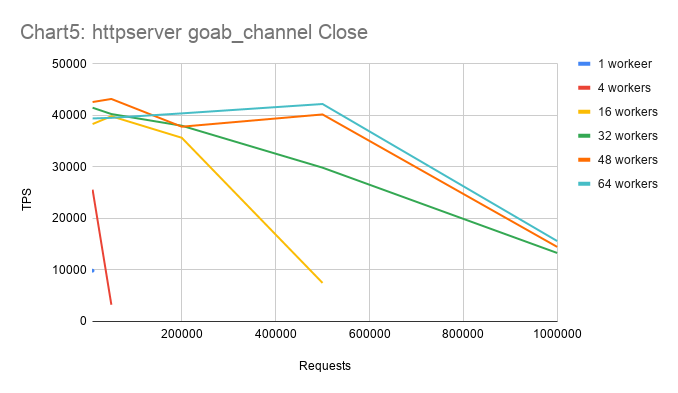 Chart5: httpserver goab_channel Close
50000
40000
30000
20000
10000
0
TPS
200000 400000 600000 800000 1000000
Requests
1 workeer
4 workers
16 workers
32 workers
48 workers
64 workers